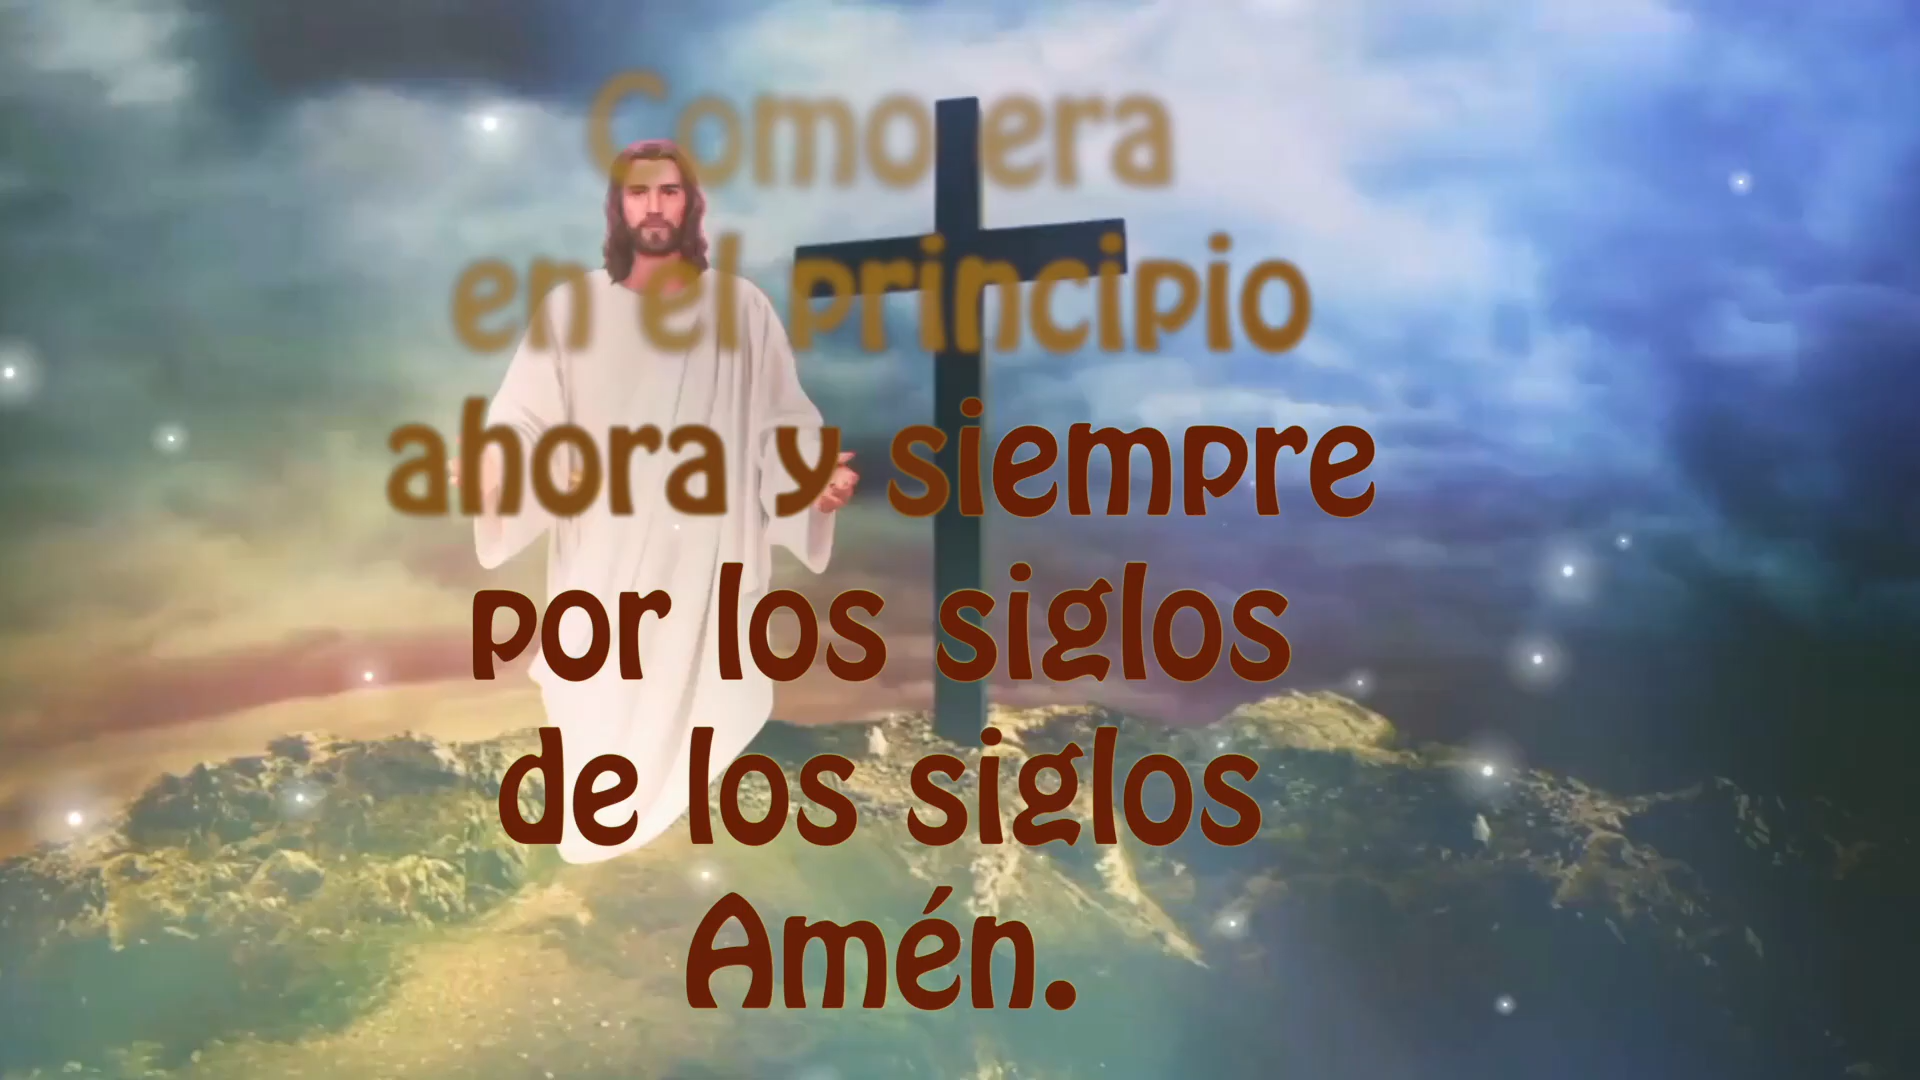 Como era
en el principio
ahora y siempre
por los siglos
de los siglos
Amén.